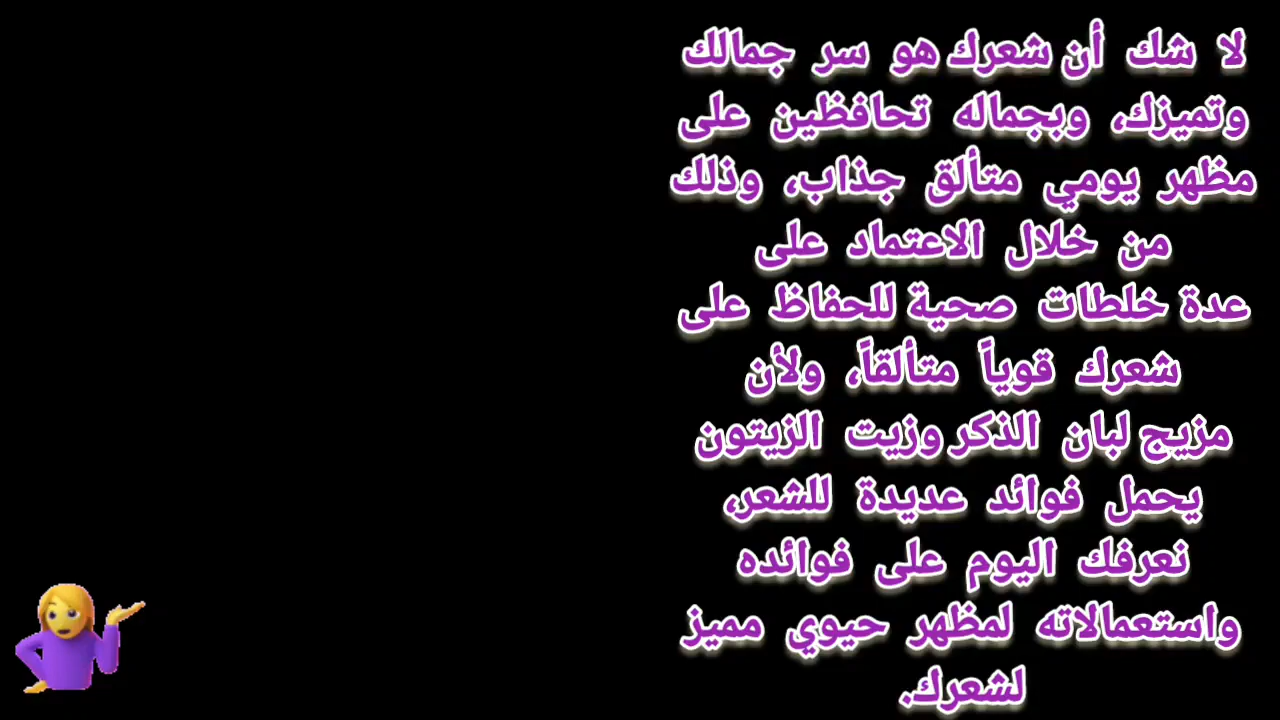 لا شك أن شعرك هو سر جمالك
وتميزك، وبجماله تحافظين على
مظهر يومي متألق جذاب، وذلك
من خلال الاعتماد على
عدة خلطات صحية للحفاظ على
شعرك قوياً متألقاً، ولأن
مزيج لبان الذكر وزيت الزيتون
يحمل فوائد عديدة للشعر،
نعرفك اليوم على فوائده
واستعمالاته لمظهر حيوي مميز
لشعرك.